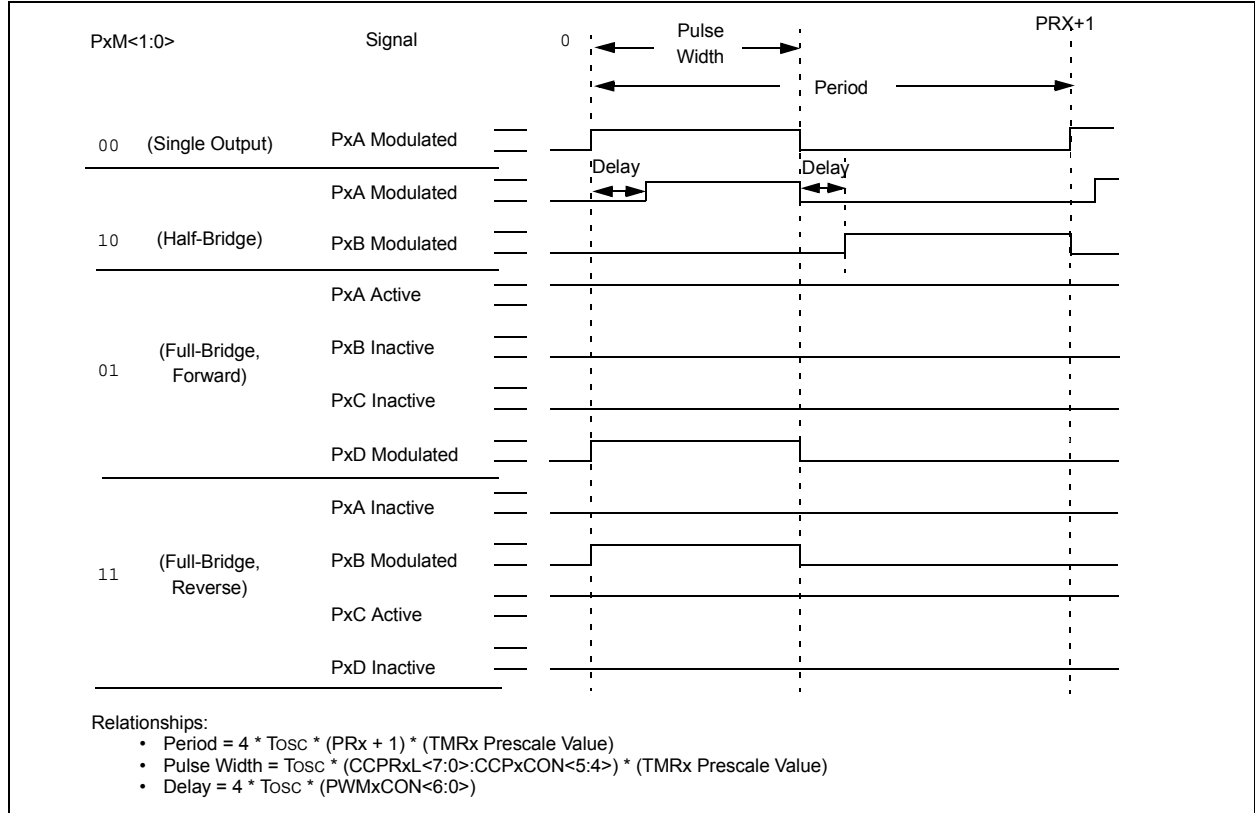 PxM<1:0> Signal 0 Pulse Width PRX+1
Period
00 (Single Output) PxA Modulated
Delay Delay
PxA Modulated
10 (Half-Bridge) PxB Modulated
PxA Active
01 (Full-Bridge, Forward) PxB Inactive
PxC Inactive
PxD Modulated
PxA Inactive
11 (Full-Bridge, Reverse) PxB Modulated
PxC Active
PxD Inactive
Relationships:
• Period = 4 * TOSC * (PRx + 1) * (TMRx Prescale Value)
• Pulse Width = TOSC * (CCPRxL<7:0>:CCPxCON<5:4>) * (TMRx Prescale Value)
• Delay = 4 * TOSC * (PWMxCON<6:0>)